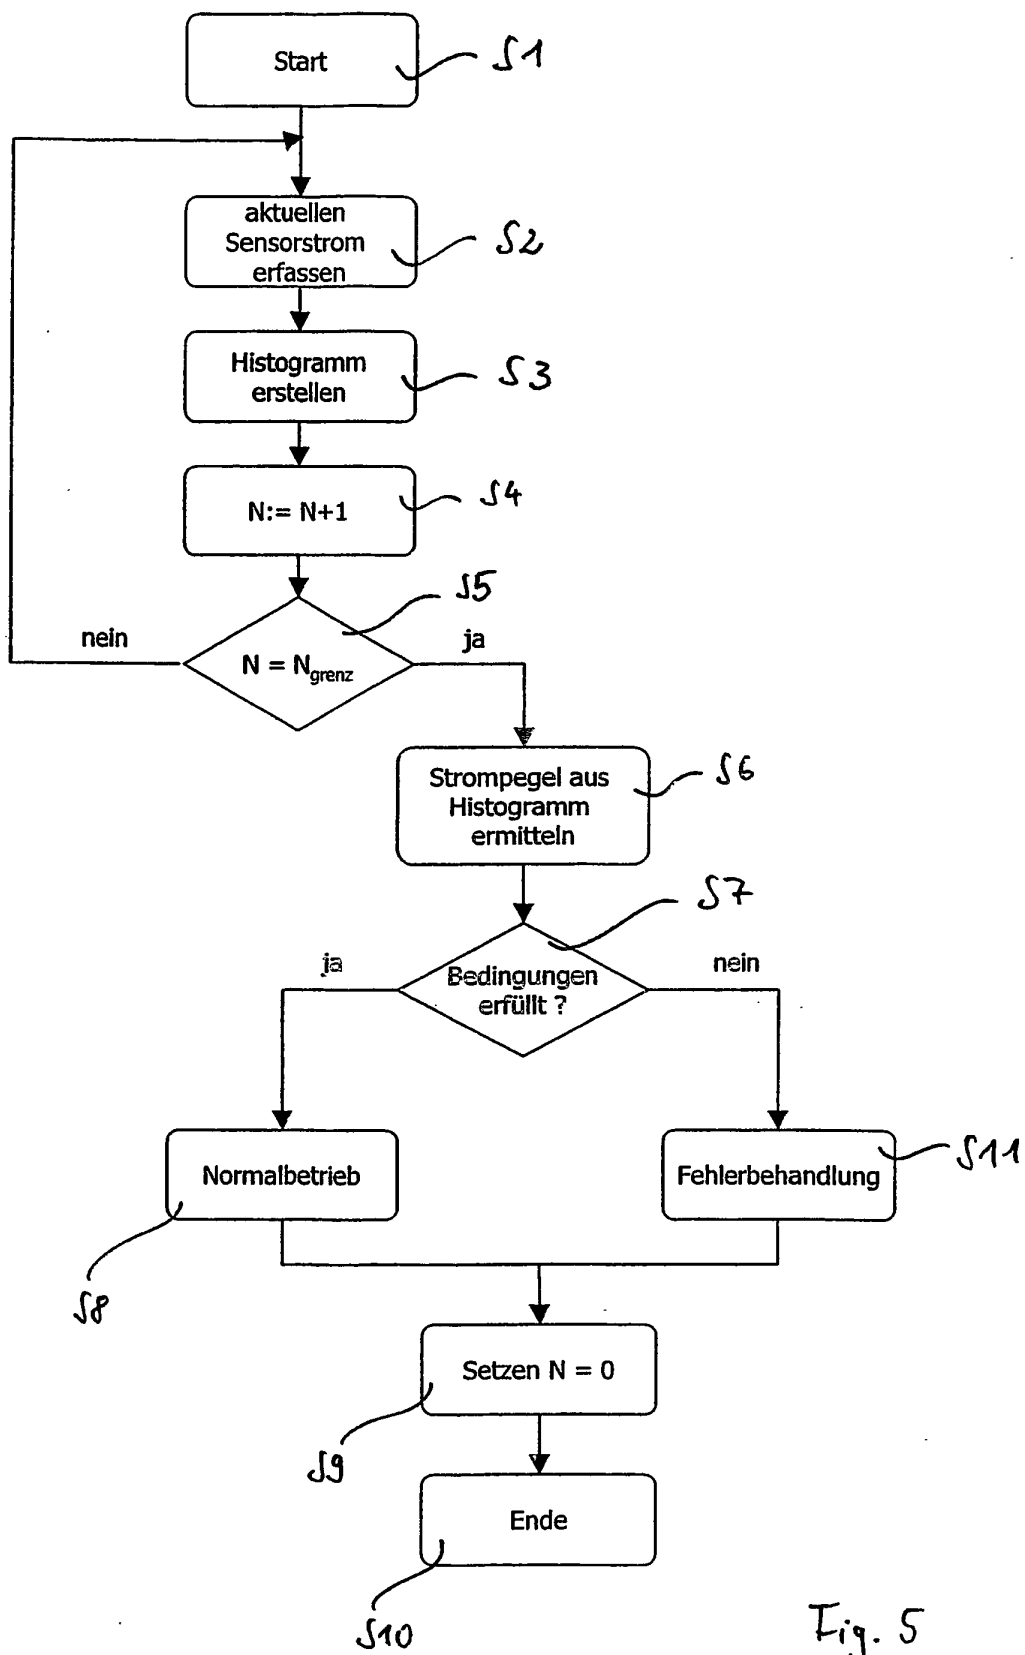 Start
S1
aktuellen
Sensorstrom
erfassen
S2
Histogramm
erstellen
S3
N:= N+1
S4
S5
nein
ja
N = Ngrenz
Strompegel aus
Histogramm
ermitteln
S6
S7
ja
nein
Bedingungen
erfüllt ?
Normalbetrieb
Fehlerbehandlung
S11
S8
Setzen N = 0
S9
Ende
S10
Fig. 5